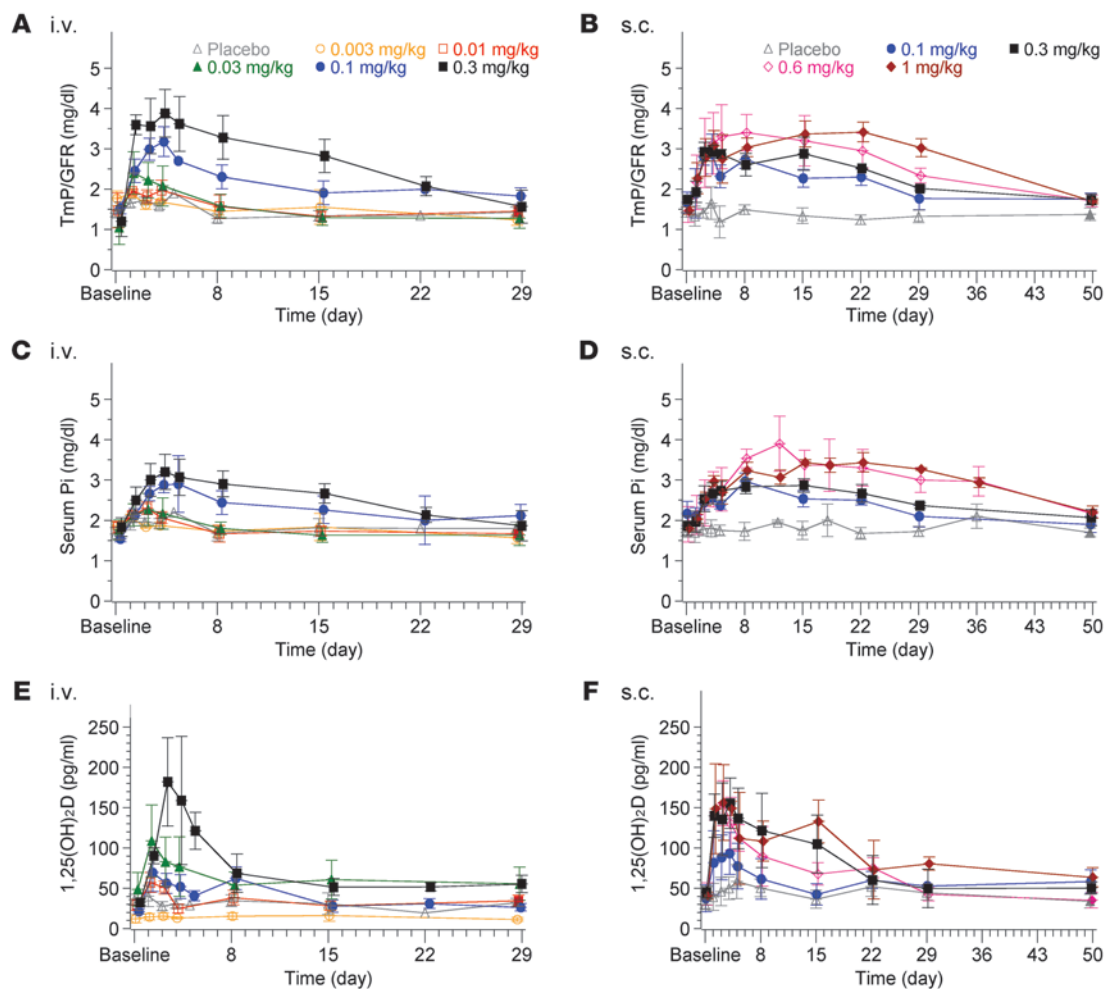 A i.v.
Placebo 0.003 mg/kg 0.01 mg/kg
0.03 mg/kg 0.1 mg/kg 0.3 mg/kg
TmP/GFR (mg/dl)
5
4
3
2
1
0
Baseline 8 15 22 29
Time (day)
B s.c.
Placebo 0.1 mg/kg 0.3 mg/kg
0.6 mg/kg 1 mg/kg
TmP/GFR (mg/dl)
5
4
3
2
1
0
Baseline 8 15 22 29 36 43 50
Time (day)
C i.v.
Serum Pi (mg/dl)
5
4
3
2
1
0
Baseline 8 15 22 29
Time (day)
D s.c.
Serum Pi (mg/dl)
5
4
3
2
1
0
Baseline 8 15 22 29 36 43 50
Time (day)
E i.v.
1,25(OH)₂D (pg/ml)
250
200
150
100
50
0
Baseline 8 15 22 29
Time (day)
F s.c.
1,25(OH)₂D (pg/ml)
250
200
150
100
50
0
Baseline 8 15 22 29 36 43 50
Time (day)